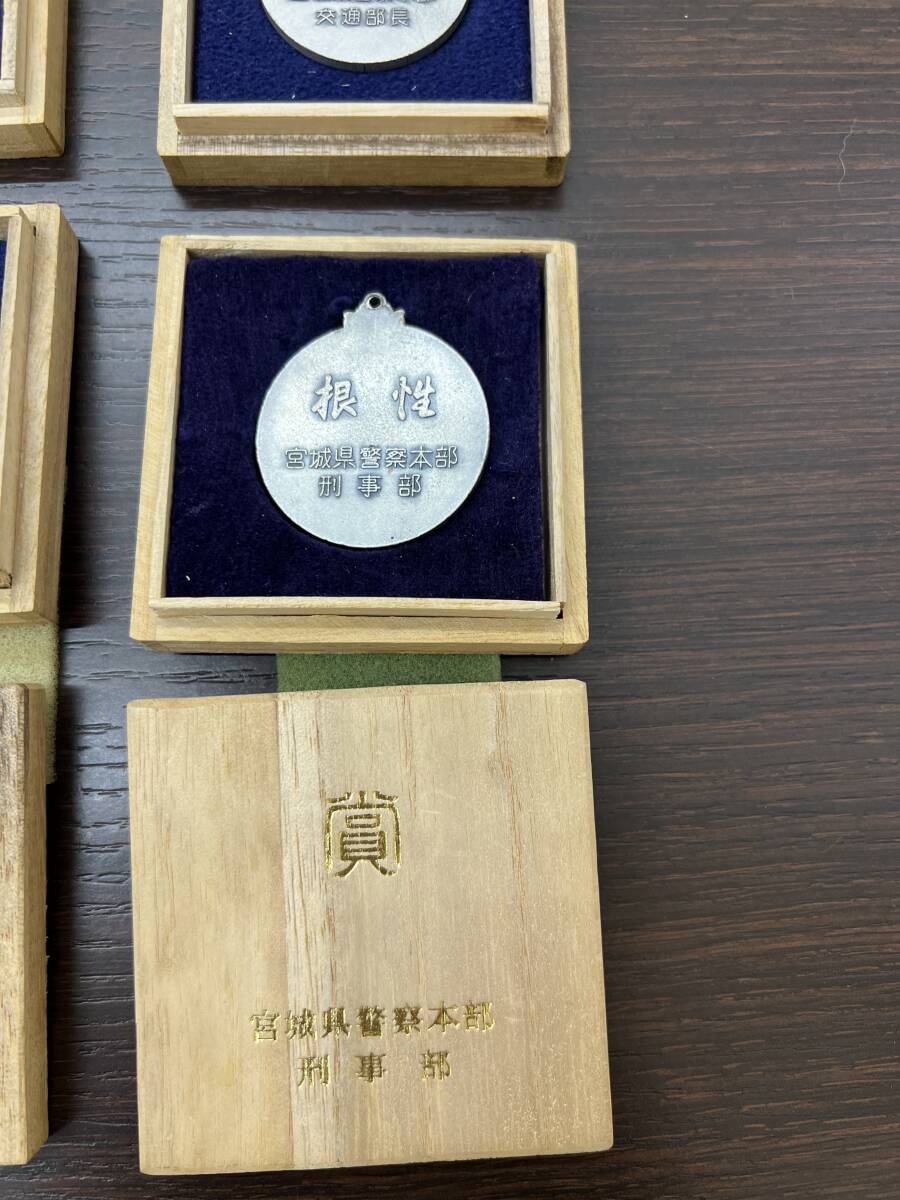 交通部長
根性
宮城県警察本部
刑事部
賞
宮城県警察本部
刑事部